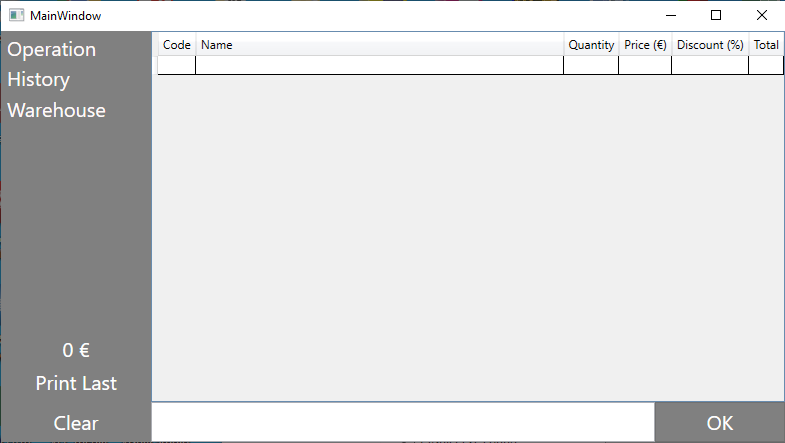 MainWindow
Operation
History
Warehouse
Code Name Quantity Price (€) Discount (%) Total
0 €
Print Last
Clear
OK